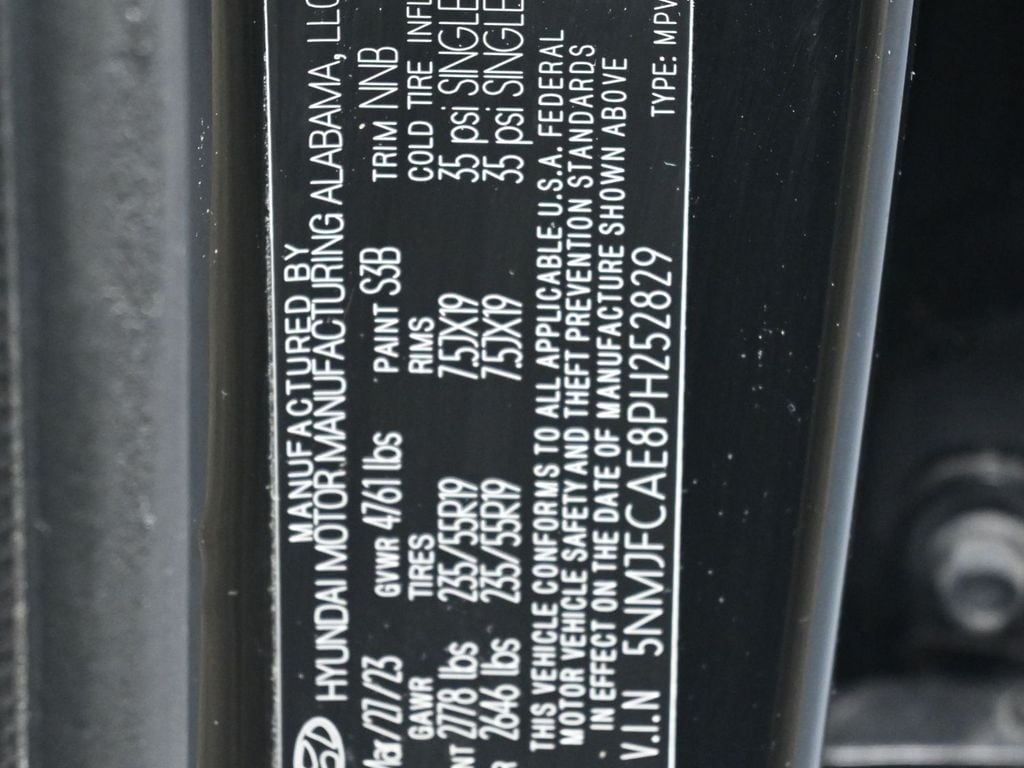 MANUFACTURED BY
HYUNDAI MOTOR MANUFACTURING ALABAMA, LLC
Mar/27/23 GVWR 4761 lbs PAINT S3B TRIM NNB
GAWR TIRES RIMS COLD TIRE INFL
NT 2778 lbs 235/55R19 7.5JX19 35 psi SINGLE
R 2646 lbs 235/55R19 7.5JX19 35 psi SINGLE
THIS VEHICLE CONFORMS TO ALL APPLICABLE U.S.A. FEDERAL
MOTOR VEHICLE SAFETY AND THEFT PREVENTION STANDARDS
IN EFFECT ON THE DATE OF MANUFACTURE SHOWN ABOVE
V.I.N 5NMJFCAE8PH252829 TYPE: MPV